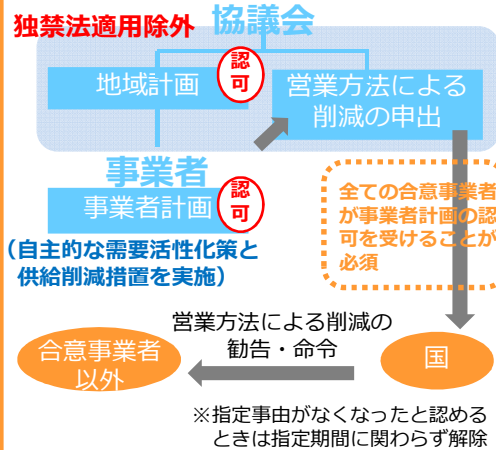 独禁法適用除外
協議会
地域計画
認
可
営業方法による
削減の申出
事業者
事業者計画
認
可
(自主的な需要活性化策と
供給削減措置を実施)
全ての合意事業者
が事業者計画の認
可を受けることが
必須
営業方法による削減の
勧告・命令
合意事業者
以外
国
※指定事由がなくなったと認める
ときは指定期間に関わらず解除